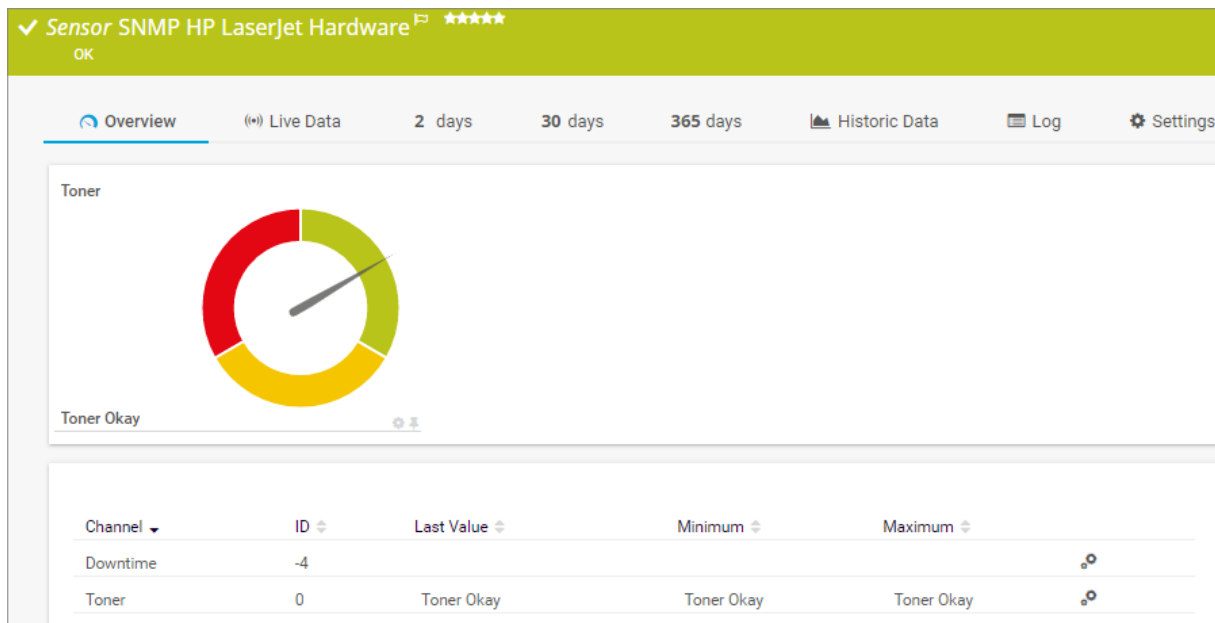 Sensor SNMP HP LaserJet Hardware
OK
Overview Live Data 2 days 30 days 365 days Historic Data Log Settings
Toner
Toner Okay
Channel ID Last Value Minimum Maximum
Downtime -4
Toner 0 Toner Okay Toner Okay Toner Okay